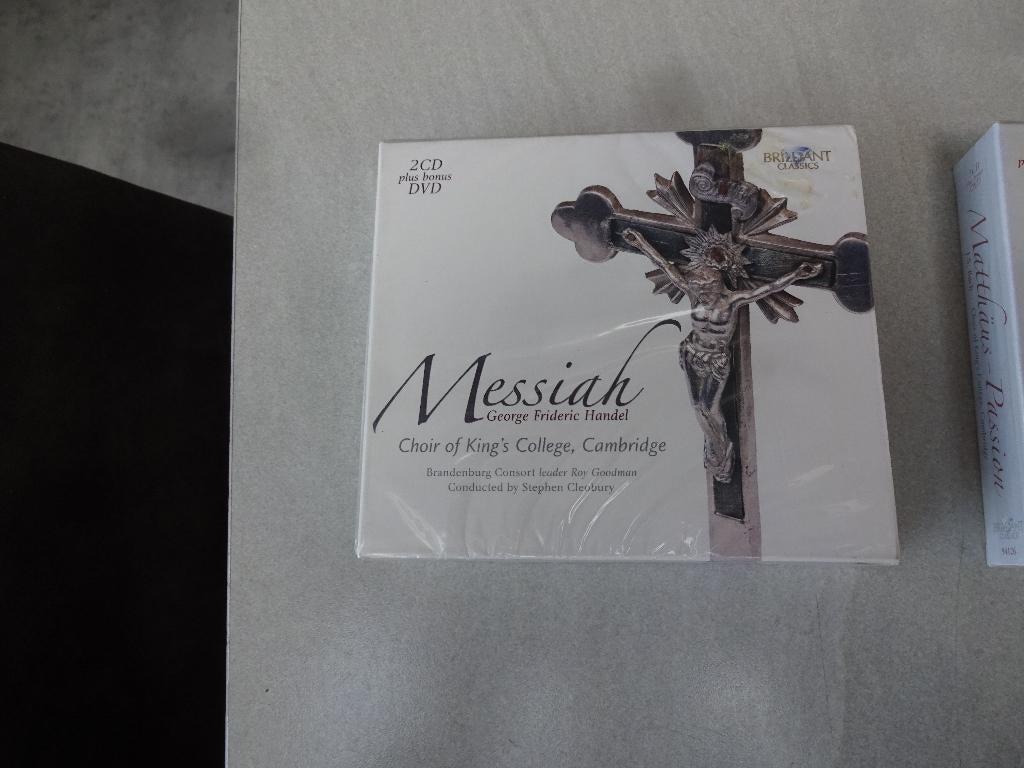 2CD
plus bonus
DVD
BRILLIANT
CLASSICS
Messiah
George Frideric Handel
Choir of King's College, Cambridge
Brandenburg Consort leader Roy Goodman
Conducted by Stephen Cleobury
Matthäus - Passion
94126